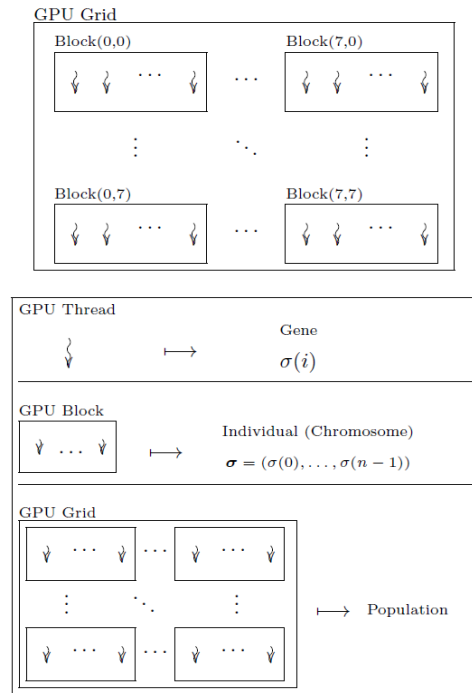 GPU Grid
Block(0,0) Block(7,0)
··· ··· ···
⋮ ⋱ ⋮
Block(0,7) Block(7,7)
··· ··· ···
GPU Thread
Gene
⟼ σ(i)
GPU Block
Individual (Chromosome)
... ⟼ σ = (σ(0), . . . , σ(n − 1))
GPU Grid
··· ··· ···
⋮ ⋱ ⋮
⟼ Population
··· ··· ···